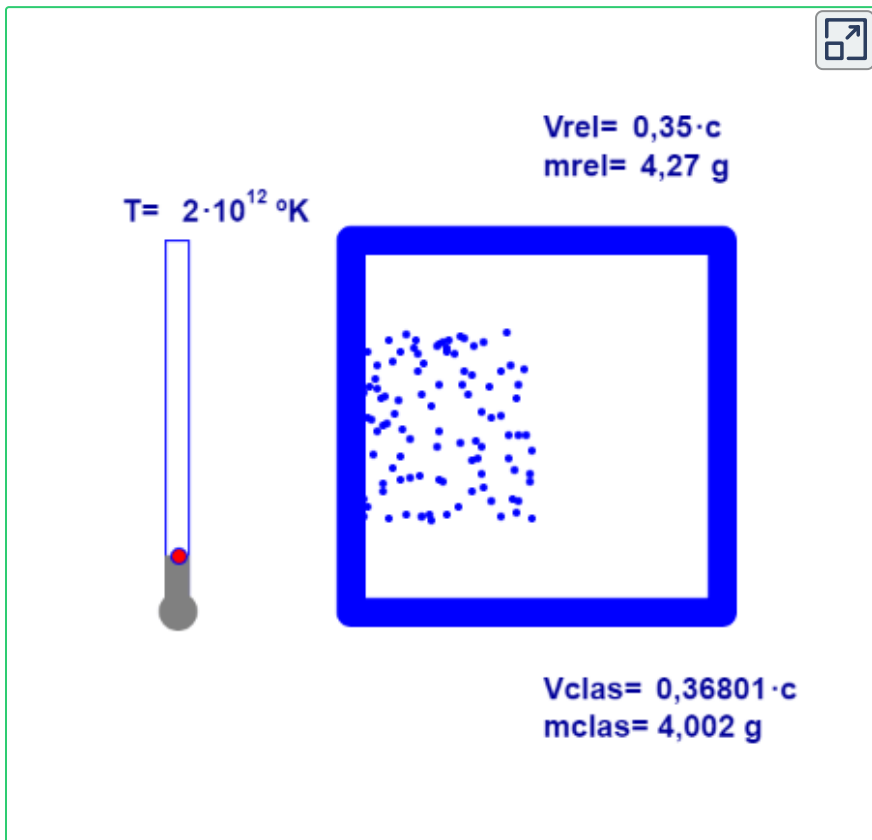 Vrel= 0,35·c
mrel= 4,27 g
T= 2·10¹² ºK
Vclas= 0,36801·c
mclas= 4,002 g